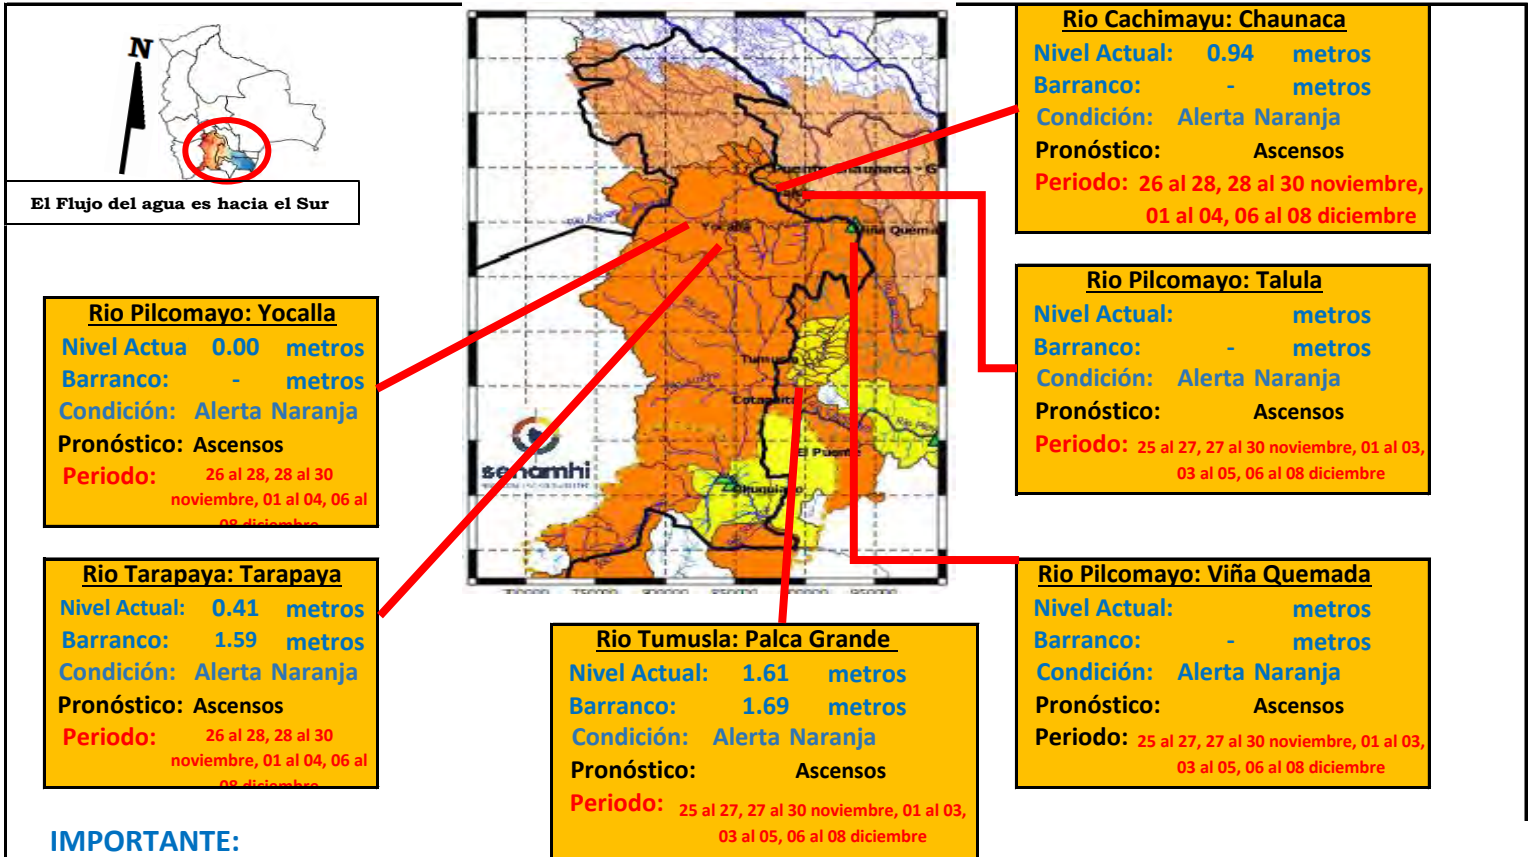 N
El Flujo del agua es hacia el Sur
Rio Pilcomayo: Yocalla
Nivel Actua 0.00 metros
Barranco: - metros
Condición: Alerta Naranja
Pronóstico: Ascensos
Periodo: 26 al 28, 28 al 30
noviembre, 01 al 04, 06 al
08 diciembre
Rio Tarapaya: Tarapaya
Nivel Actual: 0.41 metros
Barranco: 1.59 metros
Condición: Alerta Naranja
Pronóstico: Ascensos
Periodo: 26 al 28, 28 al 30
noviembre, 01 al 04, 06 al
08 diciembre
IMPORTANTE:
Viña Quema
Tumusla
Cotagaita
El Puente
senamhi
Rio Tumusla: Palca Grande
Nivel Actual: 1.61 metros
Barranco: 1.69 metros
Condición: Alerta Naranja
Pronóstico: Ascensos
Periodo: 25 al 27, 27 al 30 noviembre, 01 al 03,
03 al 05, 06 al 08 diciembre
Rio Cachimayu: Chaunaca
Nivel Actual: 0.94 metros
Barranco: - metros
Condición: Alerta Naranja
Pronóstico: Ascensos
Periodo: 26 al 28, 28 al 30 noviembre,
01 al 04, 06 al 08 diciembre
Rio Pilcomayo: Talula
Nivel Actual: metros
Barranco: - metros
Condición: Alerta Naranja
Pronóstico: Ascensos
Periodo: 25 al 27, 27 al 30 noviembre, 01 al 03,
03 al 05, 06 al 08 diciembre
Rio Pilcomayo: Viña Quemada
Nivel Actual: metros
Barranco: - metros
Condición: Alerta Naranja
Pronóstico: Ascensos
Periodo: 25 al 27, 27 al 30 noviembre, 01 al 03,
03 al 05, 06 al 08 diciembre